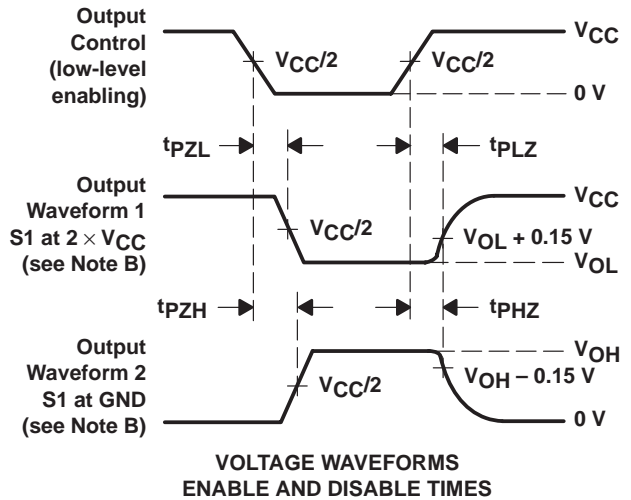 Output
Control
(low-level
enabling)
VCC/2
VCC/2
VCC
0 V
tPZL
tPLZ
Output
Waveform 1
S1 at 2 × VCC
(see Note B)
VCC/2
VCC
VOL + 0.15 V
VOL
tPZH
tPHZ
Output
Waveform 2
S1 at GND
(see Note B)
VCC/2
VOH
VOH – 0.15 V
0 V
VOLTAGE WAVEFORMS
ENABLE AND DISABLE TIMES